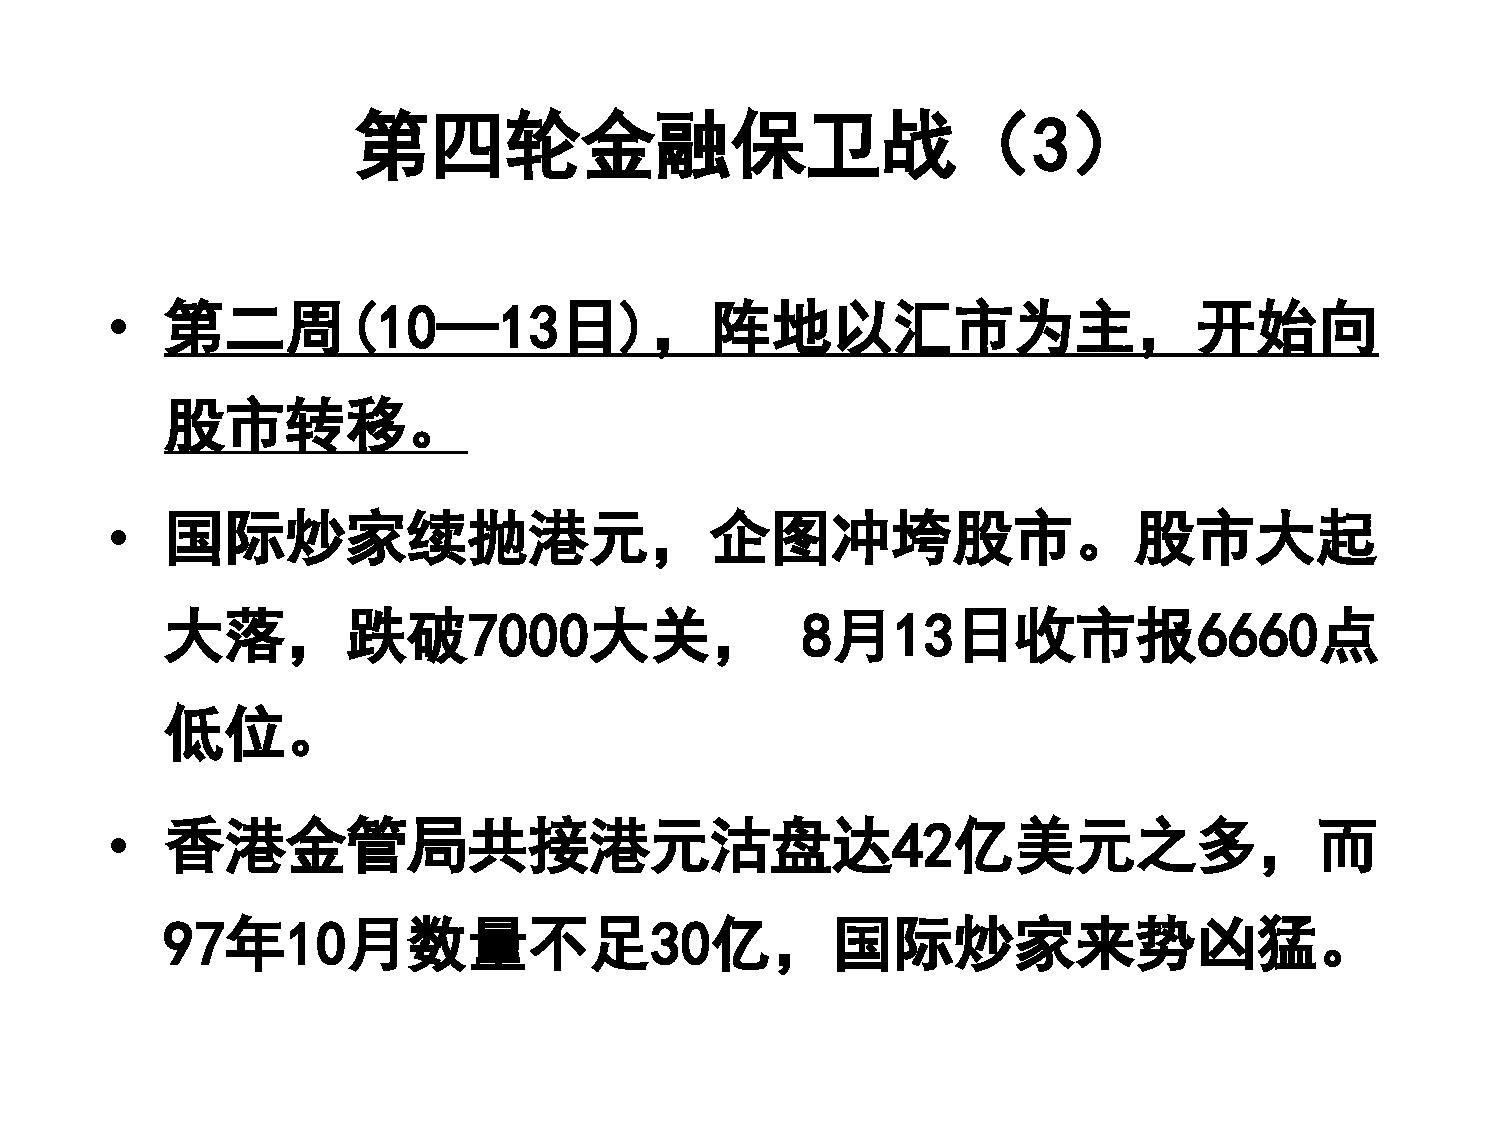 第四轮金融保卫战（3）
• 第二周(10—13日)，阵地以汇市为主，开始向
股市转移。
• 国际炒家续抛港元，企图冲垮股市。股市大起
大落，跌破7000大关， 8月13日收市报6660点
低位。
• 香港金管局共接港元沽盘达42亿美元之多，而
97年10月数量不足30亿，国际炒家来势凶猛。